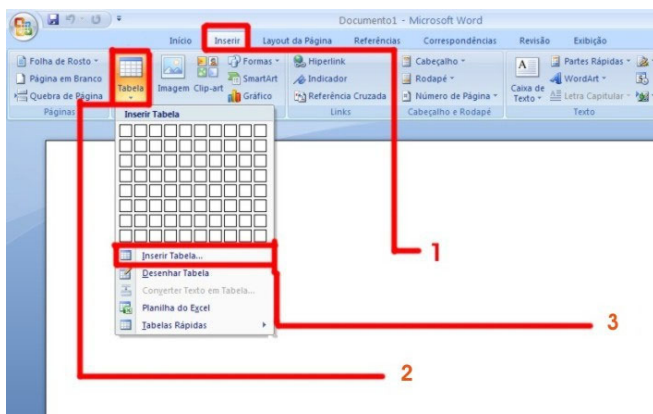 Documento1 - Microsoft Word
Início Inserir Layout da Página Referências Correspondências Revisão Exibição
Folha de Rosto
Página em Branco
Quebra de Página
Páginas
Tabela
Imagem Clip-art
Formas
SmartArt
Gráfico
Hiperlink
Indicador
Referência Cruzada
Links
Cabeçalho
Rodapé
Número de Página
Cabeçalho e Rodapé
A
Caixa de
Texto
Partes Rápidas
WordArt
Letra Capitular
Texto
Inserir Tabela
Inserir Tabela...
Desenhar Tabela
Converter Texto em Tabela...
Planilha do Excel
Tabelas Rápidas
1
3
2